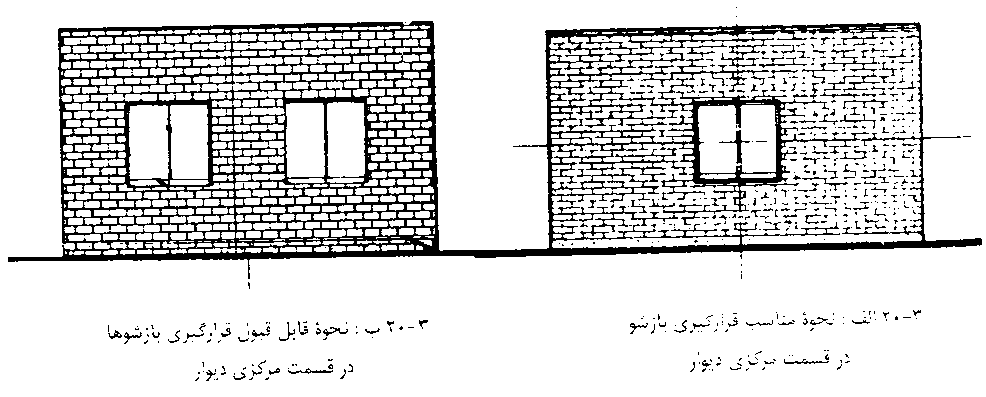 ۳-۲۰ الف : نحوهٔ مناسب قرارگیری بازشو
در قسمت مرکزی دیوار
۳-۲۰ ب : نحوهٔ قابل قبول قرارگیری بازشوها
در قسمت مرکزی دیوار